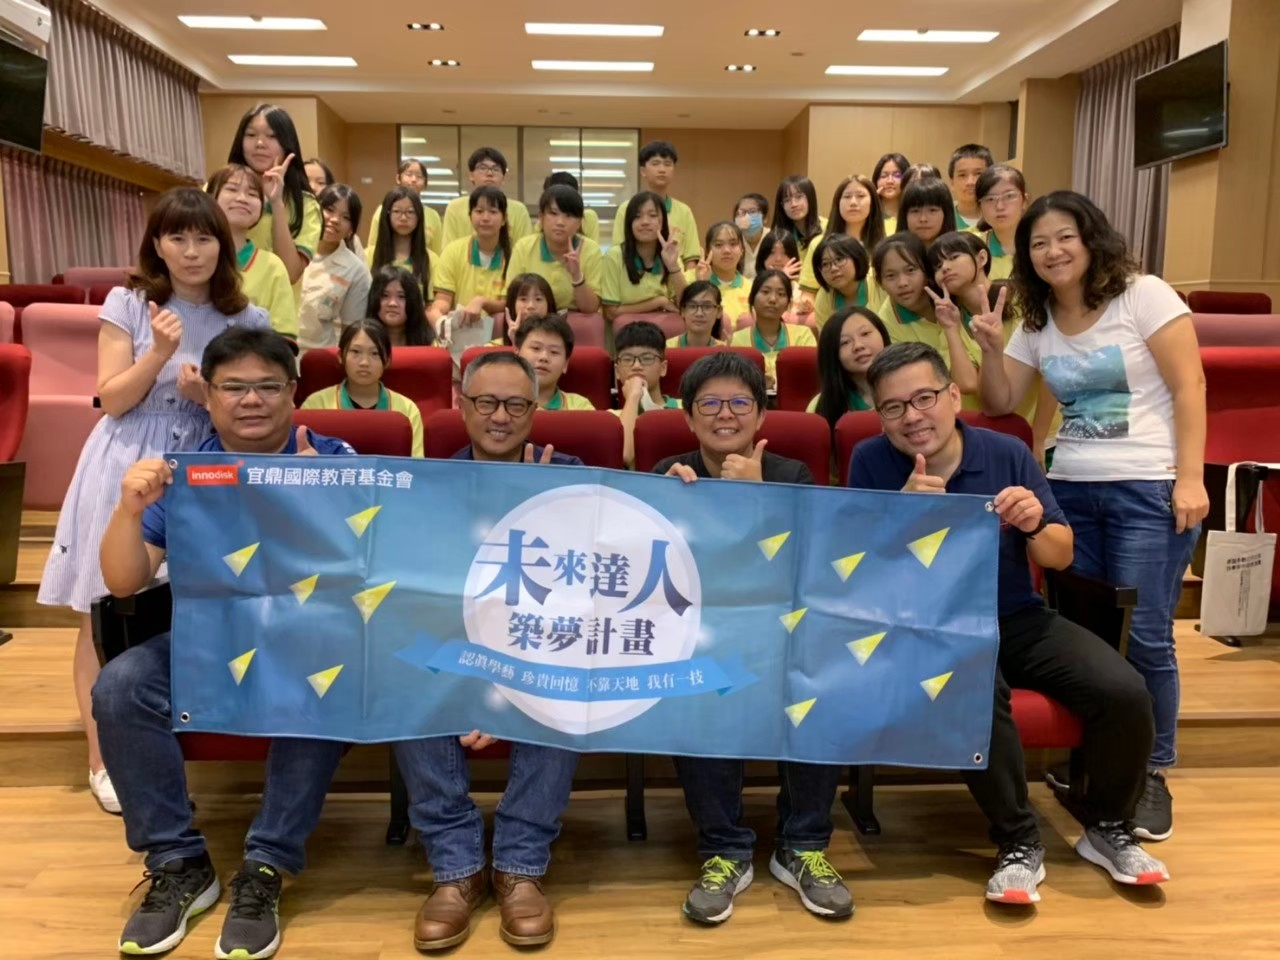 innodisk 宜鼎國際教育基金會
未來達人
築夢計畫
認真學藝 珍貴回憶 不靠天地 我有一技